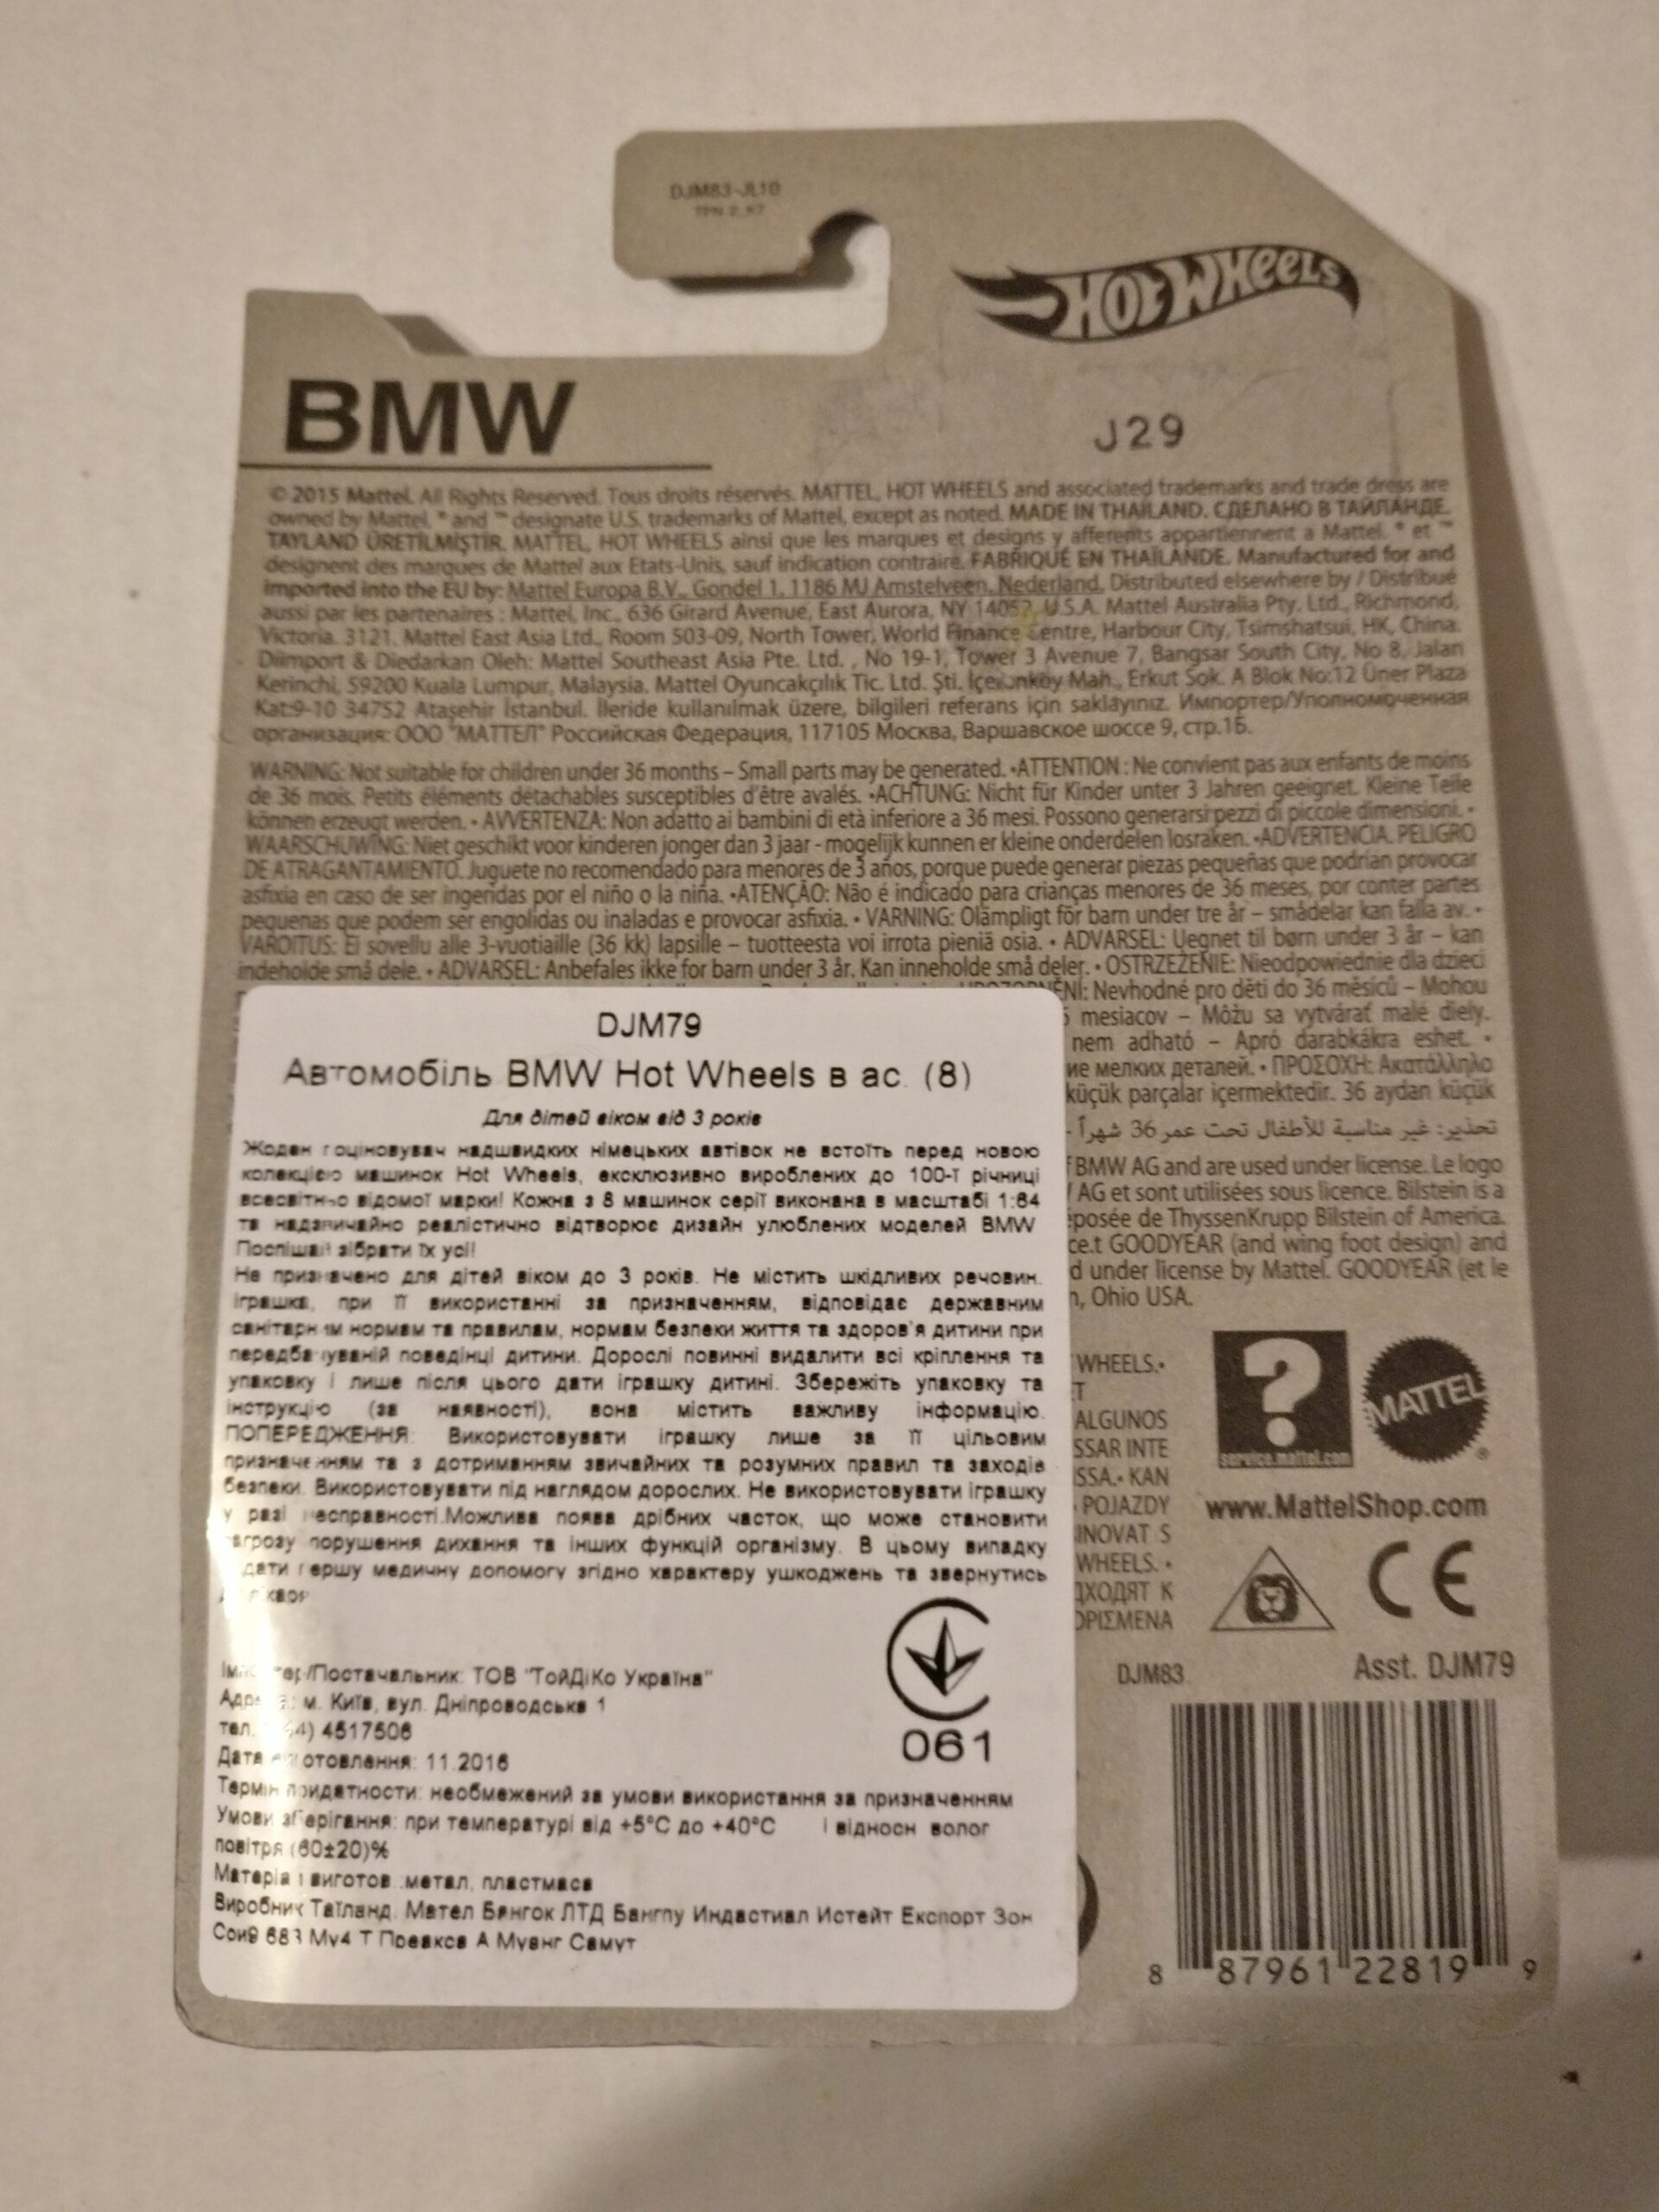 DJM83-JL10
HOT WHEELS
BMW
J29
© 2015 Mattel. All Rights Reserved. Tous droits réservés. MATTEL, HOT WHEELS and associated trademarks and trade dress are
owned by Mattel. ® and ™ designate U.S. trademarks of Mattel, except as noted. MADE IN THAILAND. СДЕЛАНО В ТАЙЛАНДЕ.
TAYLAND ÜRETİLMİŞTİR. MATTEL, HOT WHEELS ainsi que les marques et designs y afferents appartiennent a Mattel. ® et ™
designent des marques de Mattel aux Etats-Unis, sauf indication contraire. FABRIQUÉ EN THAÏLANDE. Manufactured for and
imported into the EU by: Mattel Europa B.V., Gondel 1, 1186 MJ Amstelveen, Nederland. Distributed elsewhere by / Distribué
aussi par les partenaires : Mattel, Inc., 636 Girard Avenue, East Aurora, NY 14052, U.S.A. Mattel Australia Pty. Ltd., Richmond,
Victoria. 3121. Mattel East Asia Ltd., Room 503-09, North Tower, World Finance Centre, Harbour City, Tsimshatsui, HK, China.
Diimport & Diedarkan Oleh: Mattel Southeast Asia Pte. Ltd. , No 19-1, Tower 3 Avenue 7, Bangsar South City, No 8, Jalan
Kerinchi, 59200 Kuala Lumpur, Malaysia. Mattel Oyuncakçılık Tic. Ltd. Şti. Mah., Erkut Sok. A Blok No:12 Üner Plaza
Kat:9-10 34752 Ataşehir İstanbul. İleride kullanılmak üzere, bilgileri referans için saklayınız. Импортер/Уполномоченная
организация: ООО "МАТТЕЛ" Российская Федерация, 117105 Москва, Варшавское шоссе 9, стр.1Б.
WARNING: Not suitable for children under 36 months – Small parts may be generated. •ATTENTION : Ne convient pas aux enfants de moins
de 36 mois. Petits éléments détachables susceptibles d'être avalés. •ACHTUNG: Nicht für Kinder unter 3 Jahren geeignet. Kleine Teile
können erzeugt werden. • AVVERTENZA: Non adatto ai bambini di età inferiore a 36 mesi. Possono generarsi pezzi di piccole dimensioni. •
WAARSCHUWING: Niet geschikt voor kinderen jonger dan 3 jaar - mogelijk kunnen er kleine onderdelen losraken. •ADVERTENCIA. PELIGRO
DE ATRAGANTAMIENTO. Juguete no recomendado para menores de 3 años, porque puede generar piezas pequeñas que podrían provocar
asfixia en caso de ser ingeridas por el niño o la niña. •ATENÇÃO: Não é indicado para crianças menores de 36 meses, por conter partes
pequenas que podem ser engolidas ou inaladas e provocar asfixia. • VARNING: Olämpligt för barn under tre år – smådelar kan falla av. •
VAROITUS: Ei sovellu alle 3-vuotiaille (36 kk) lapsille – tuotteesta voi irrota pieniä osia. • ADVARSEL: Uegnet til børn under 3 år – kan
indeholde små dele. • ADVARSEL: Anbefales ikke for barn under 3 år. Kan inneholde små deler. • OSTRZEŻENIE: Nieodpowiednie dla dzieci
UPOZORNĚNÍ: Nevhodné pro děti do 36 měsíců – Mohou
mesiacov – Môžu sa vytvárať malé diely.
nem adható – Apró darabkákra eshet. •
ие мелких деталей. • ΠΡΟΣΟΧΗ: Ακατάλληλο
küçük parçalar içermektedir. 36 aydan küçük
تحذير: غير مناسبة للأطفال تحت عمر 36 شهراً -
BMW AG and are used under license. Le logo
AG et sont utilisées sous licence. Bilstein is a
éposée de ThyssenKrupp Bilstein of America.
ce.t GOODYEAR (and wing foot design) and
d under license by Mattel. GOODYEAR (et le
n, Ohio USA.
WHEELS.•
ET
ALGUNOS
SSAR INTE
SSA.• KAN
• POJAZDY
INOVAT S
WHEELS. •
ДХОДЯТ К
ΟΡΙΣΜΕΝΑ
?
service.mattel.com
MATTEL®
www.MattelShop.com
CE
DJM83
Asst. DJM79
8 87961 22819 9
DJM79
Автомобіль BMW Hot Wheels в ас. (8)
Для дітей віком від 3 років
Жоден поціновувач надшвидких німецьких автівок не встоїть перед новою
колекцією машинок Hot Wheels, ексклюзивно вироблених до 100-ї річниці
всесвітньо відомої марки! Кожна з 8 машинок серії виконана в масштабі 1:64
та надзвичайно реалістично відтворює дизайн улюблених моделей BMW
Поспішай зібрати їх усі!
Не призначено для дітей віком до 3 років. Не містить шкідливих речовин.
Іграшка, при її використанні за призначенням, відповідає державним
санітарним нормам та правилам, нормам безпеки життя та здоров'я дитини при
передбачуваній поведінці дитини. Дорослі повинні видалити всі кріплення та
упаковку і лише після цього дати іграшку дитині. Збережіть упаковку та
інструкцію (за наявності), вона містить важливу інформацію.
ПОПЕРЕДЖЕННЯ: Використовувати іграшку лише за її цільовим
призначенням та з дотриманням звичайних та розумних правил та заходів
безпеки. Використовувати під наглядом дорослих. Не використовувати іграшку
у разі несправності.Можлива поява дрібних часток, що може становити
загрозу порушення дихання та інших функцій організму. В цьому випадку
дати першу медичну допомогу згідно характеру ушкоджень та звернутись
до лікаря
Імпортер/Постачальник: ТОВ "ТойДіКо Україна"
Адреса: м. Київ, вул. Дніпроводська 1
тел. 4517506
Дата виготовлення: 11.2016
Термін придатности: необмежений за умови використання за призначенням
Умови зберігання: при температурі від +5°C до +40°C і відносн волог
повітря (60±20)%
Матеріал виготов. метал, пластмаса
Виробник Таїланд. Мател Бангок ЛТД Бангпу Индастиал Истейт Експорт Зон
Сои9 683 Му4 Т Праакса А Муанг Самут
061